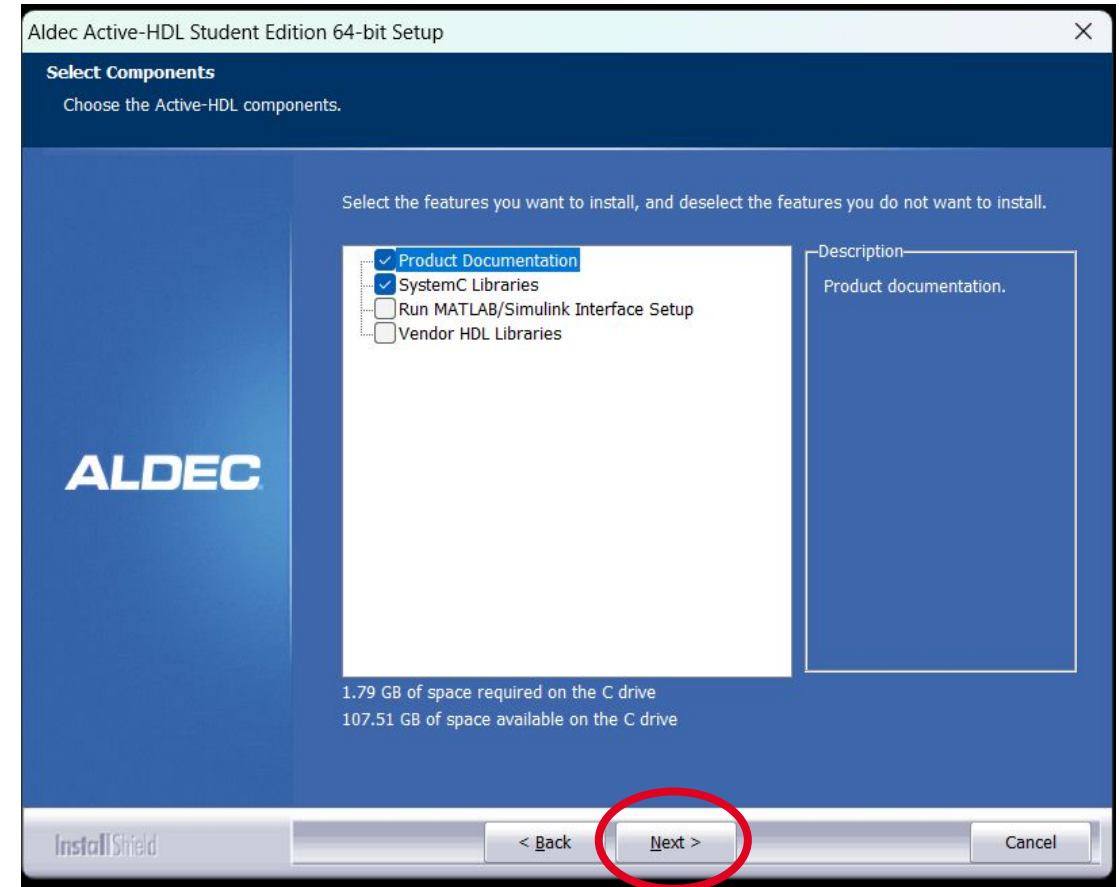 Aldec Active-HDL Student Edition 64-bit Setup
Select Components
Choose the Active-HDL components.
Select the features you want to install, and deselect the features you do not want to install.
Product Documentation
SystemC Libraries
Run MATLAB/Simulink Interface Setup
Vendor HDL Libraries
Description
Product documentation.
ALDEC
1.79 GB of space required on the C drive
107.51 GB of space available on the C drive
InstallShield
< Back
Next >
Cancel